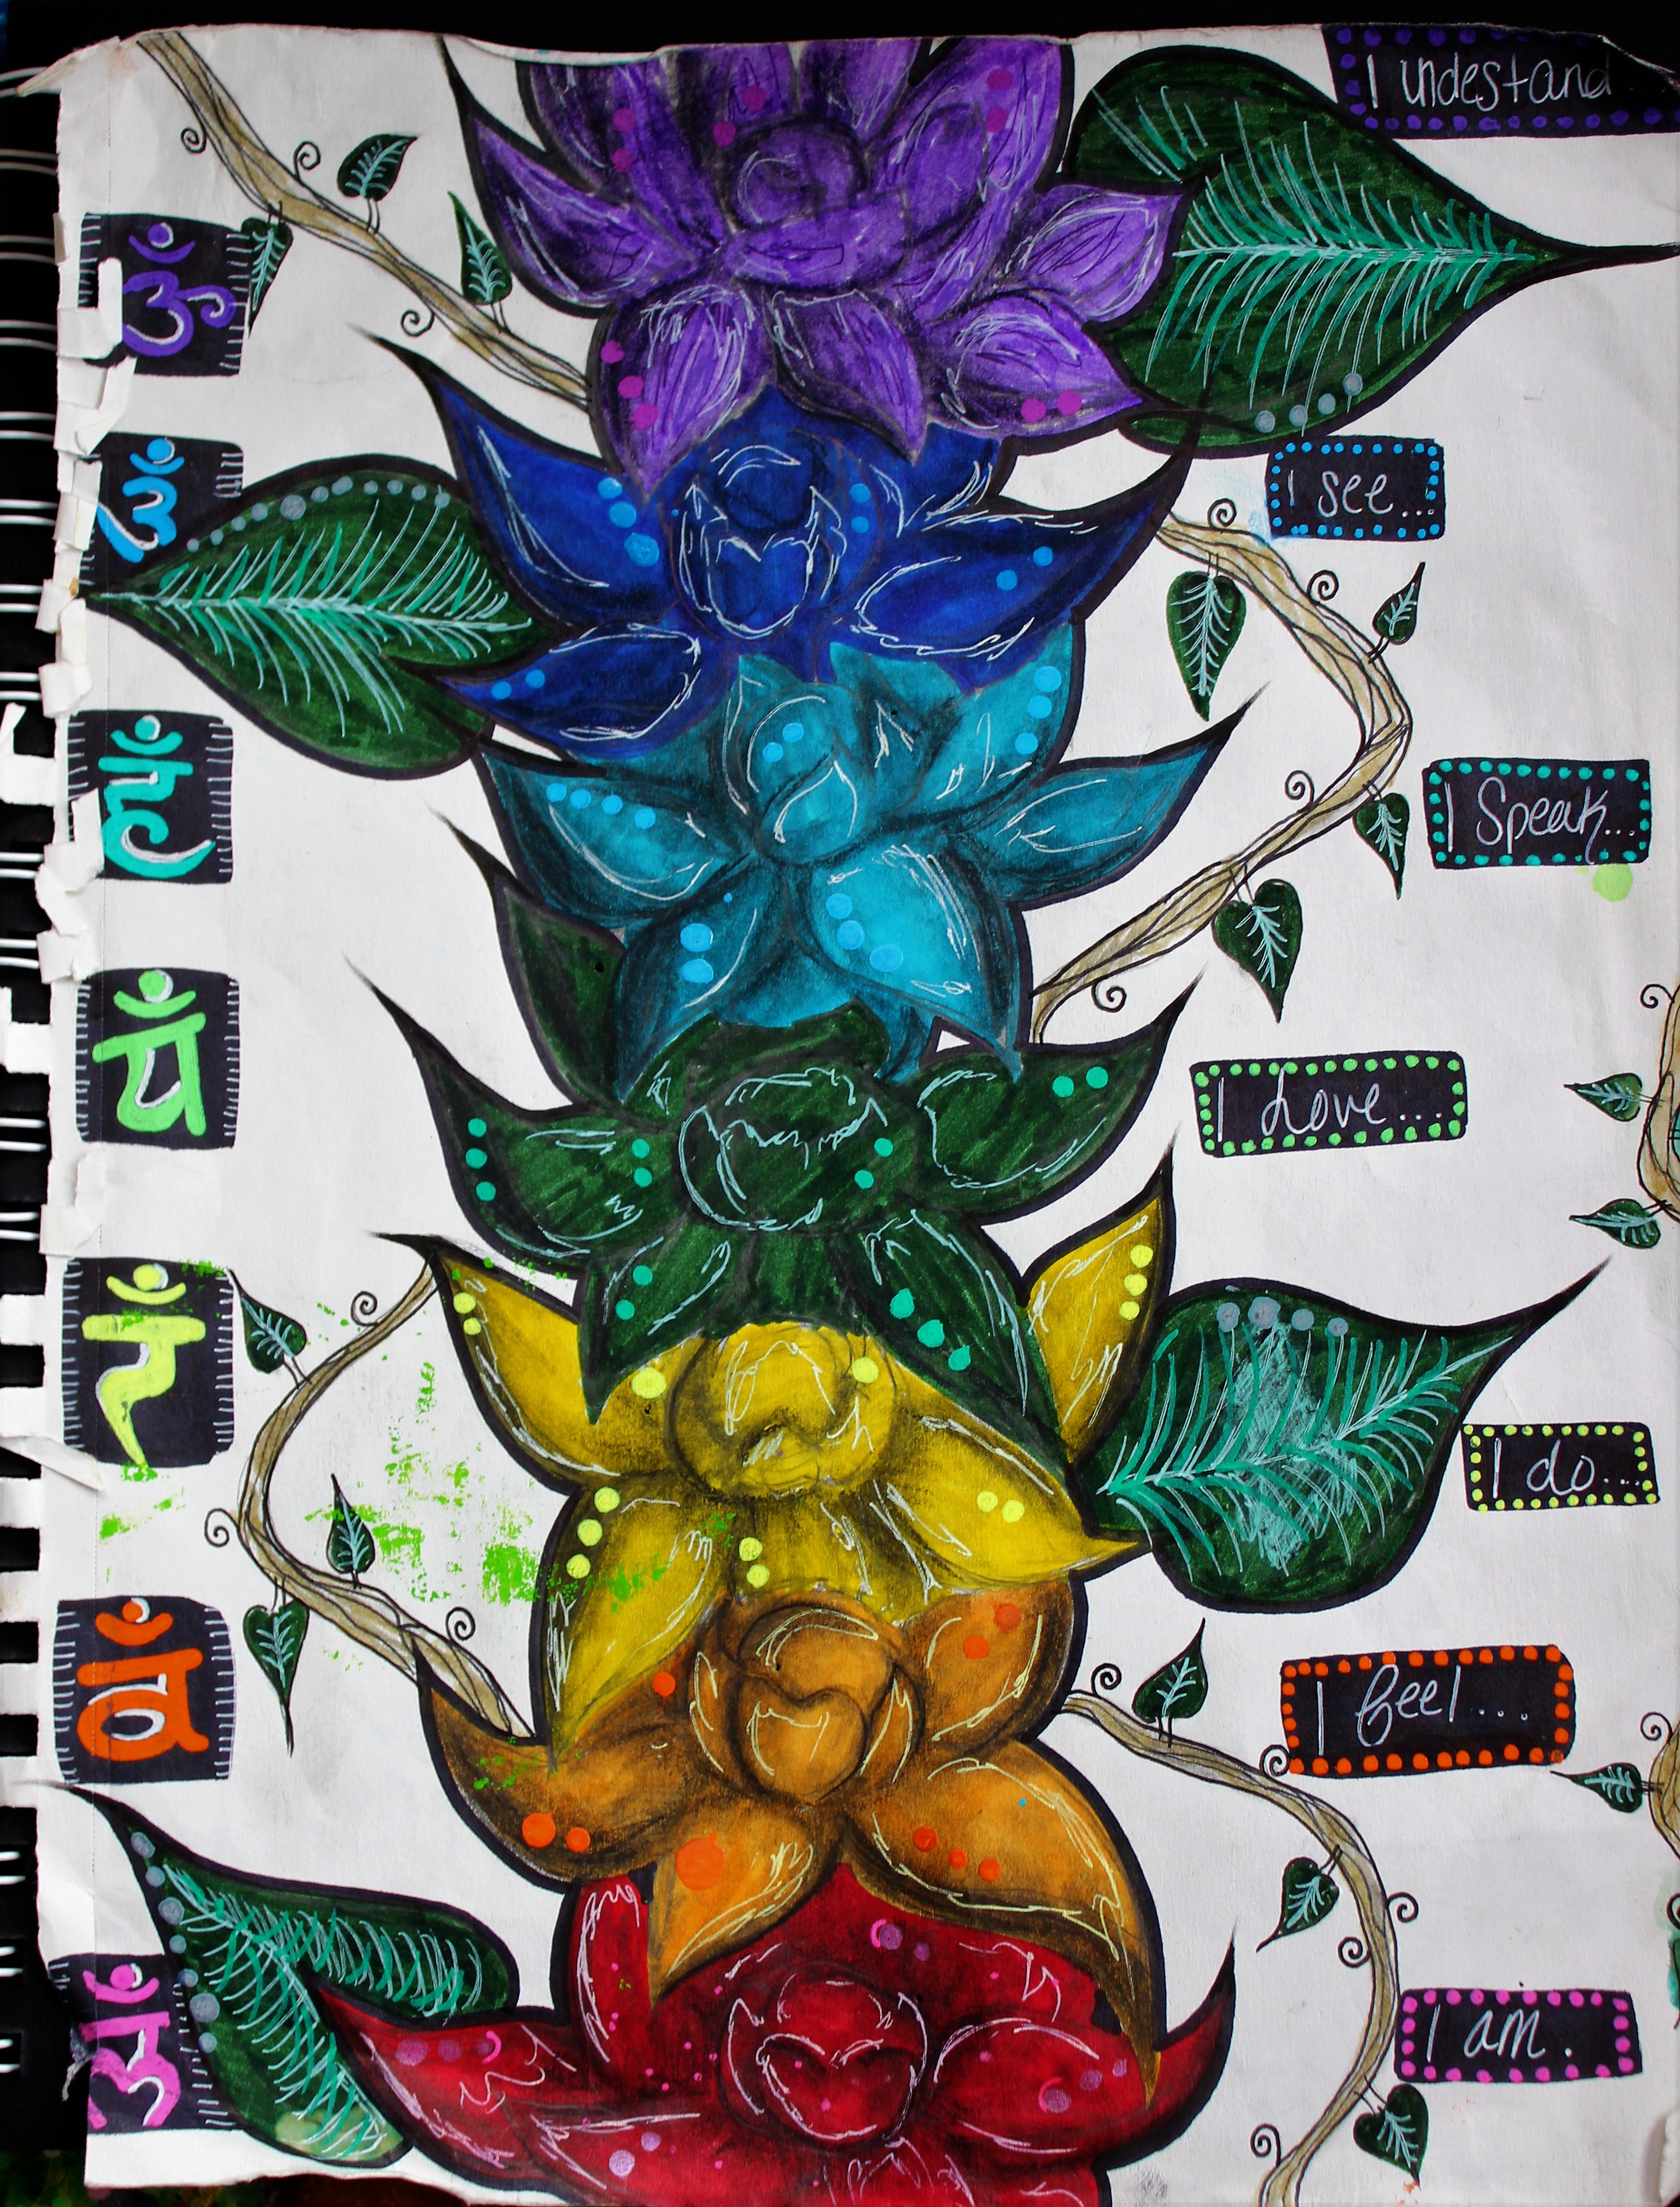 I undestand
ॐ
I see...
हँ
I Speak...
यँ
I Love...
रँ
I do...
वँ
I feel....
I am.